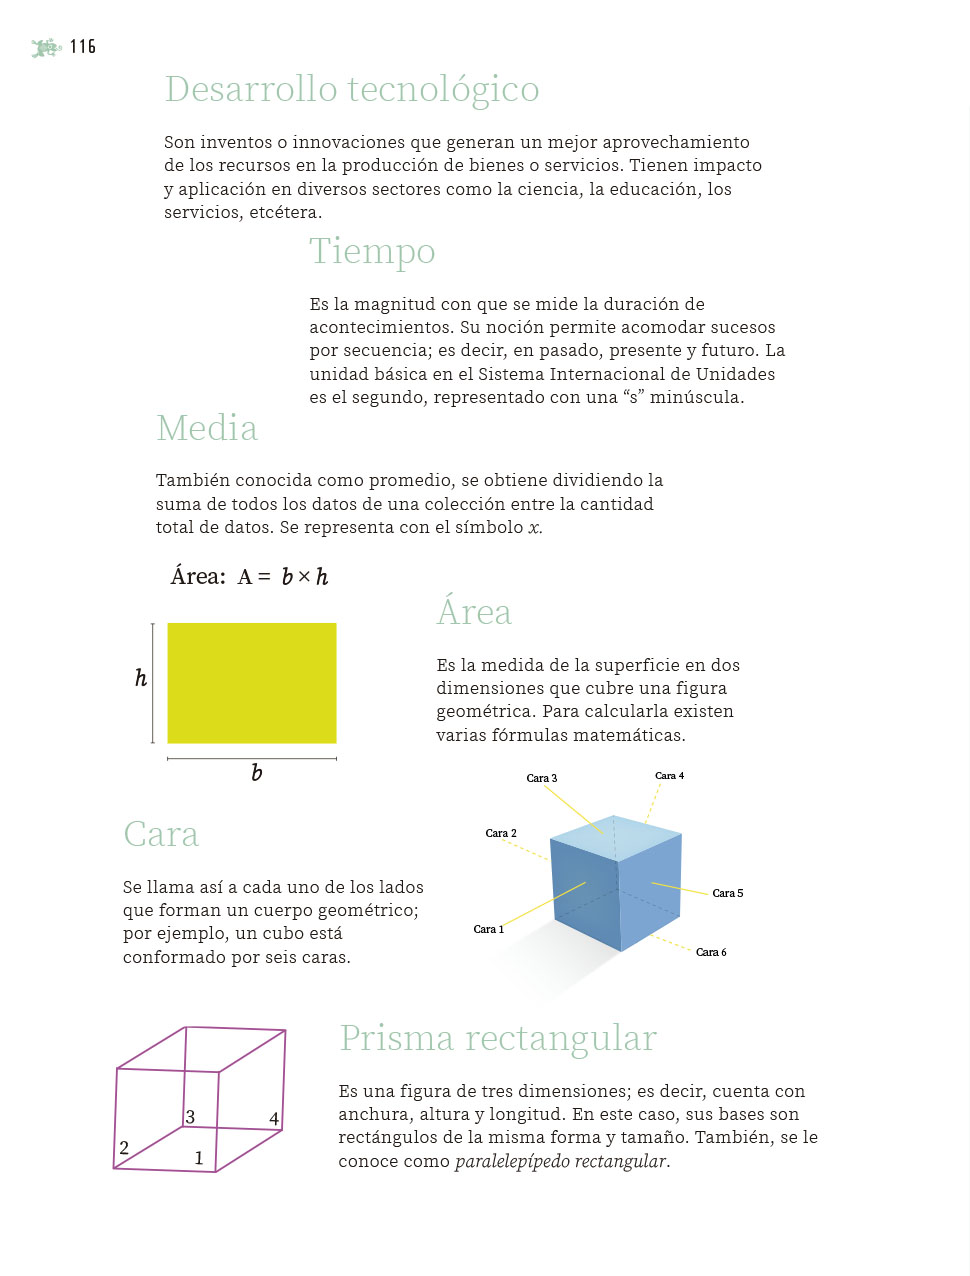 116
Desarrollo tecnológico
Son inventos o innovaciones que generan un mejor aprovechamiento
de los recursos en la producción de bienes o servicios. Tienen impacto
y aplicación en diversos sectores como la ciencia, la educación, los
servicios, etcétera.
Tiempo
Es la magnitud con que se mide la duración de
acontecimientos. Su noción permite acomodar sucesos
por secuencia; es decir, en pasado, presente y futuro. La
unidad básica en el Sistema Internacional de Unidades
es el segundo, representado con una “s” minúscula.
Media
También conocida como promedio, se obtiene dividiendo la
suma de todos los datos de una colección entre la cantidad
total de datos. Se representa con el símbolo x.
Área: A = b × h
h
b
Área
Es la medida de la superficie en dos
dimensiones que cubre una figura
geométrica. Para calcularla existen
varias fórmulas matemáticas.
Cara
Se llama así a cada uno de los lados
que forman un cuerpo geométrico;
por ejemplo, un cubo está
conformado por seis caras.
Cara 3
Cara 4
Cara 2
Cara 5
Cara 1
Cara 6
Prisma rectangular
Es una figura de tres dimensiones; es decir, cuenta con
anchura, altura y longitud. En este caso, sus bases son
rectángulos de la misma forma y tamaño. También, se le
conoce como paralelepípedo rectangular.
3
4
2
1